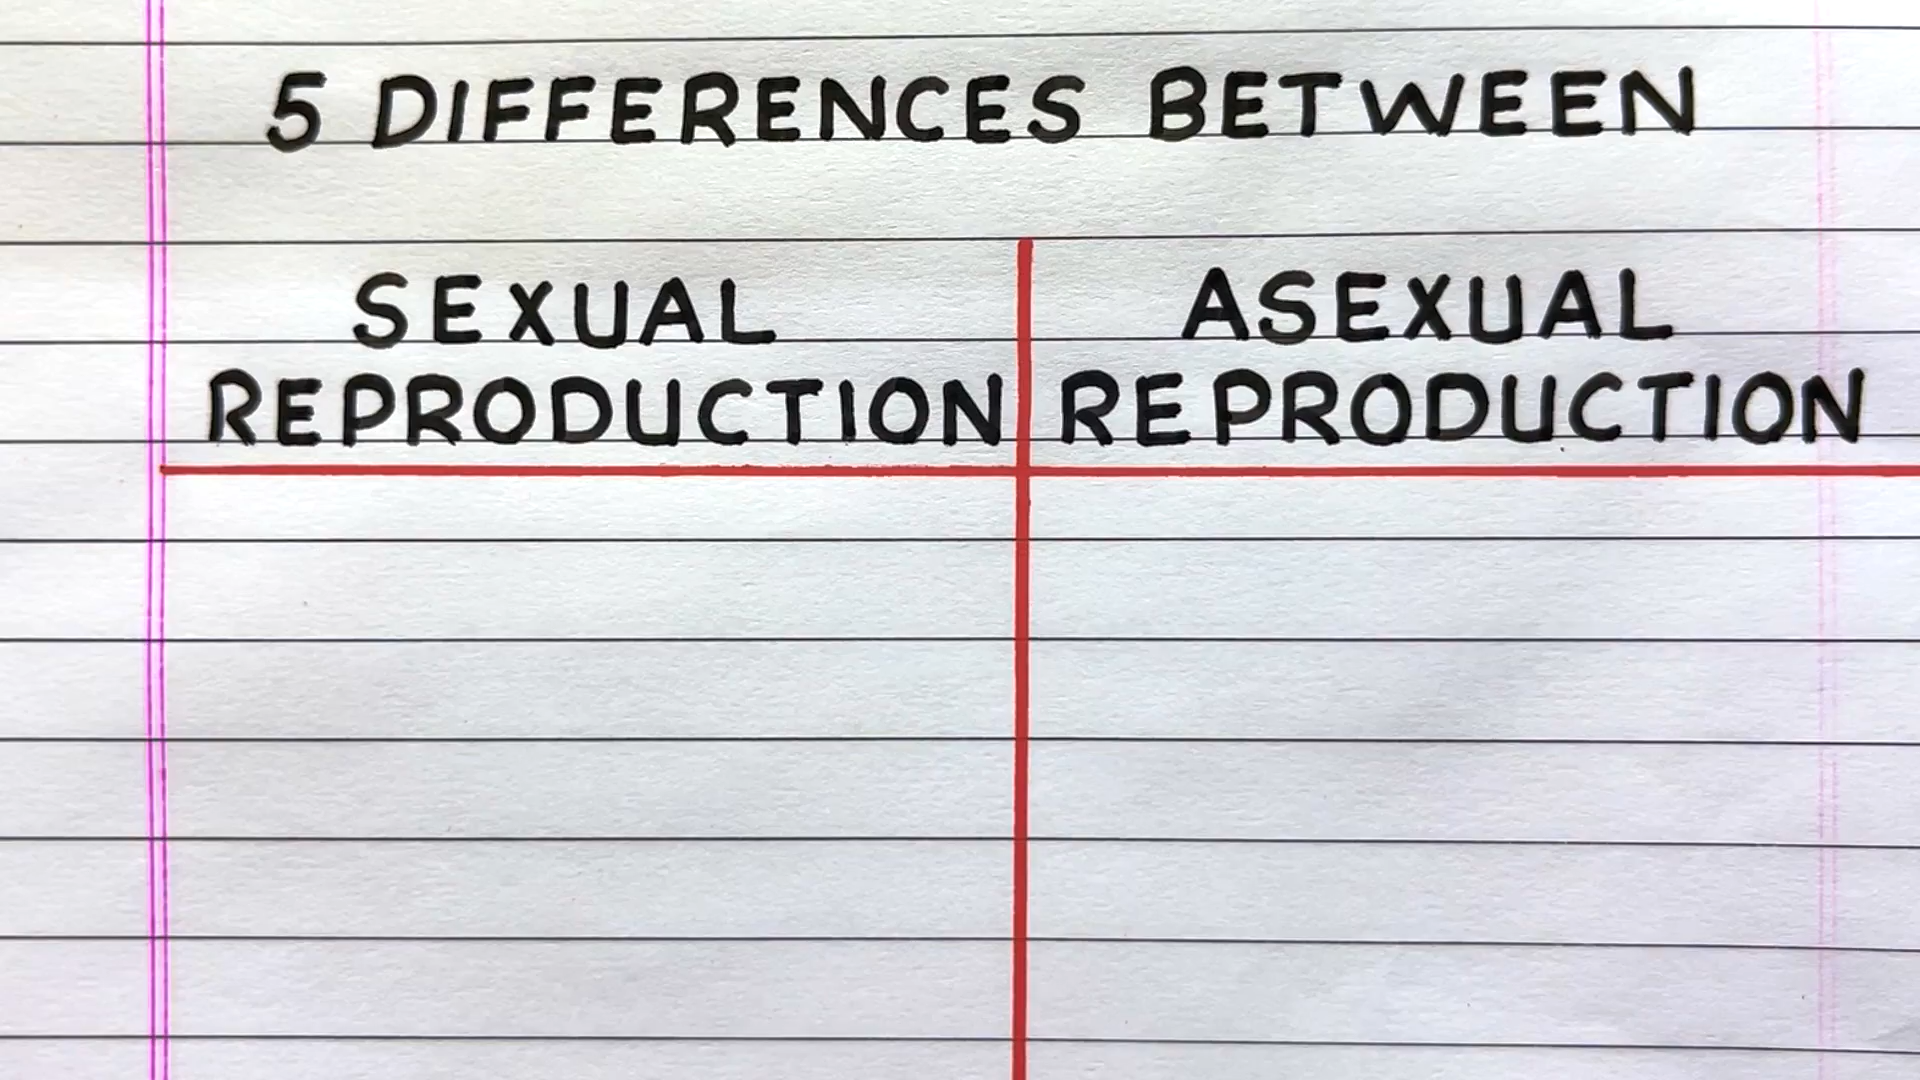 5 DIFFERENCES BETWEEN
SEXUAL
REPRODUCTION
ASEXUAL
REPRODUCTION